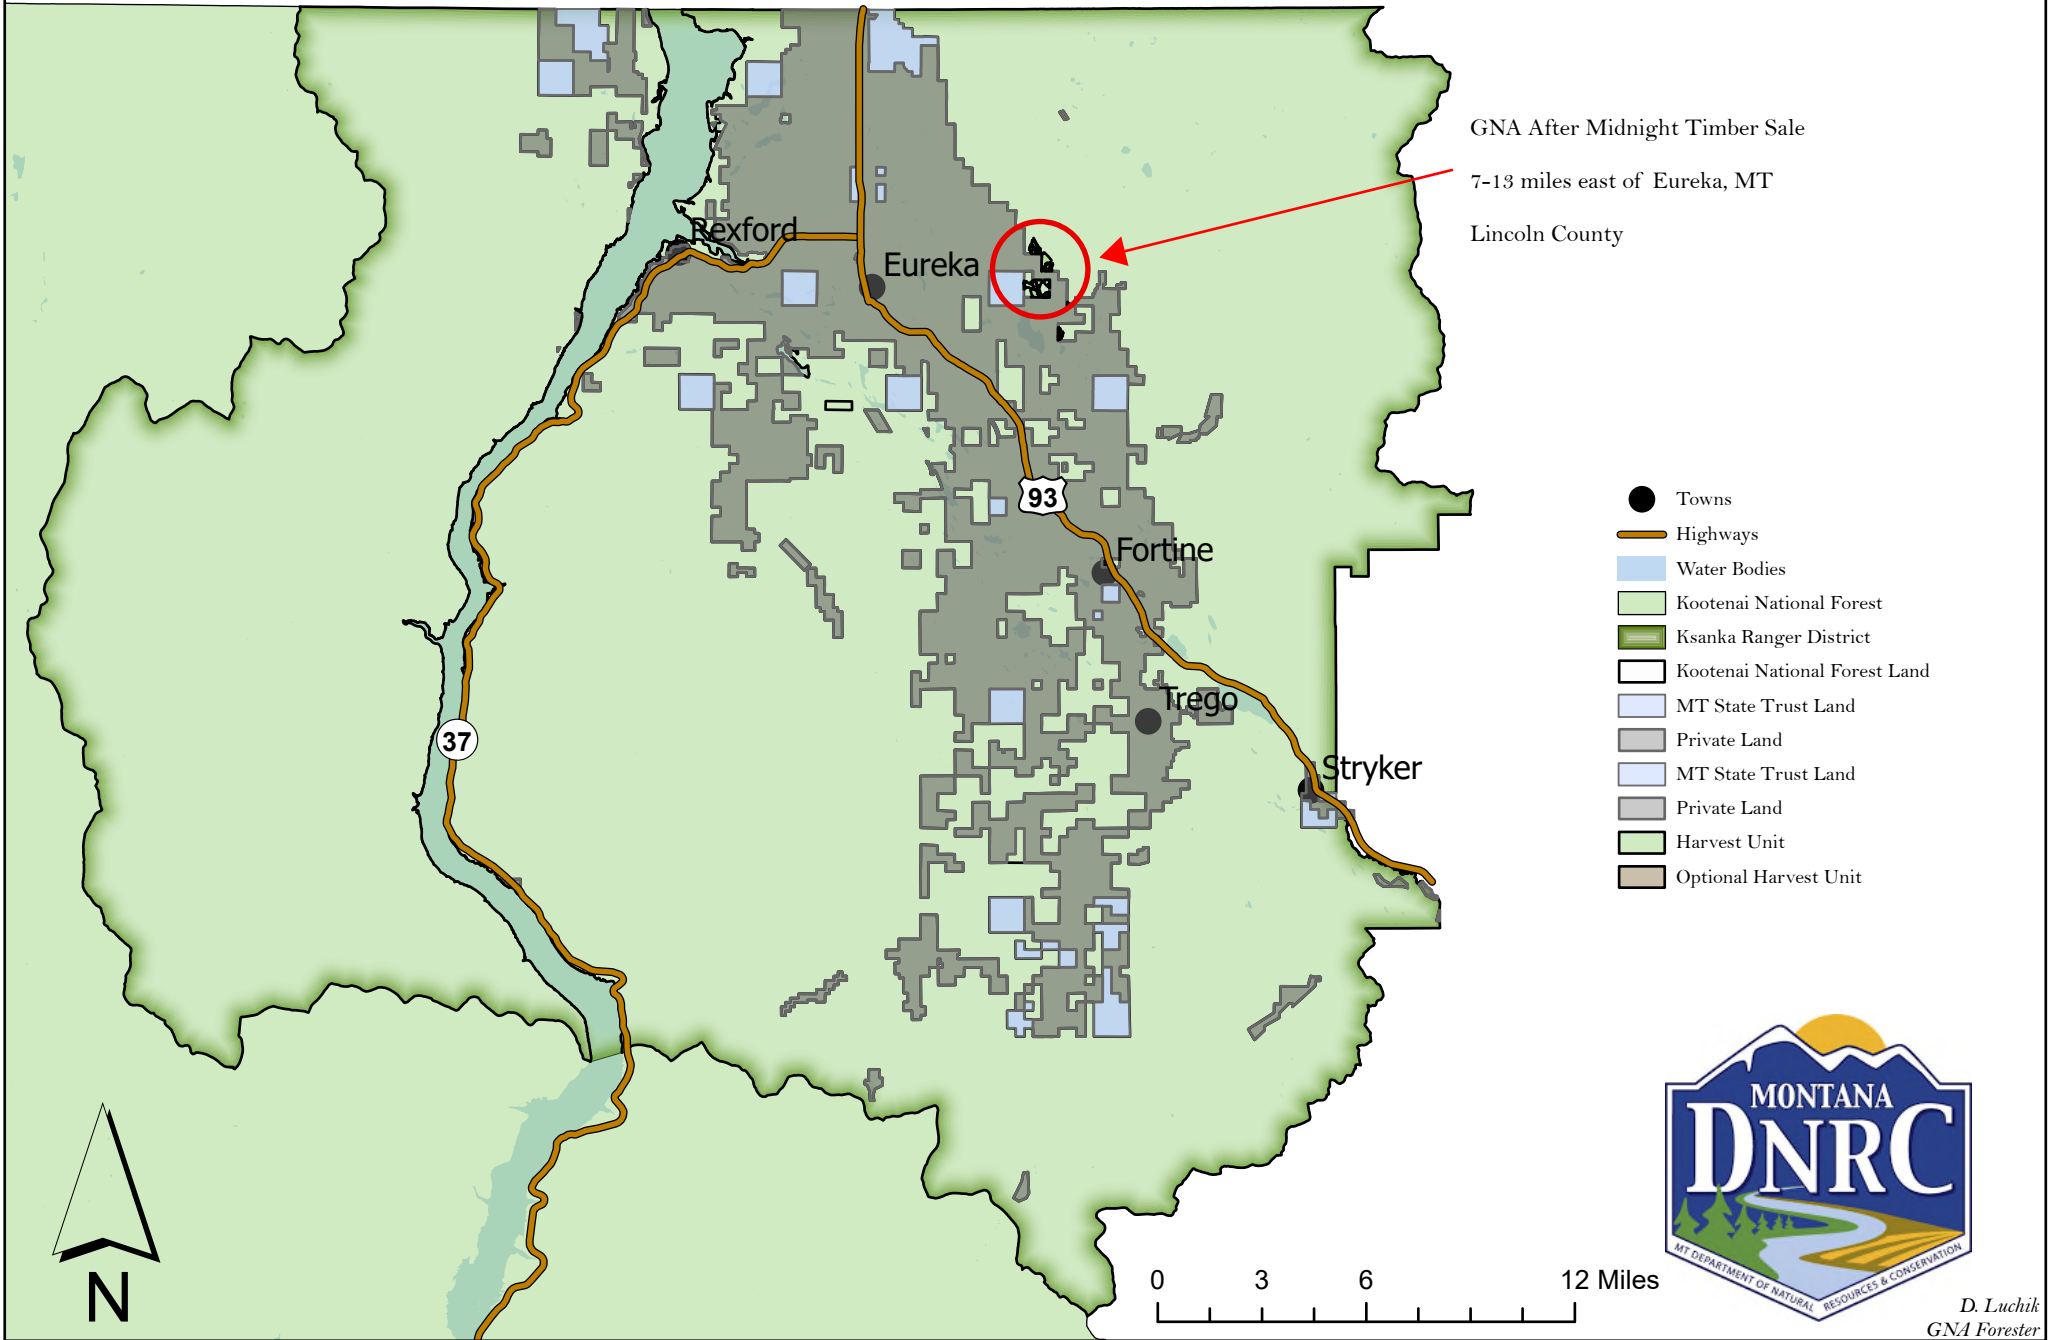 GNA After Midnight Timber Sale
7-13 miles east of Eureka, MT
Lincoln County
Rexford
Eureka
93
Fortine
Trego
37
Stryker
Towns
Highways
Water Bodies
Kootenai National Forest
Ksanka Ranger District
Kootenai National Forest Land
MT State Trust Land
Private Land
MT State Trust Land
Private Land
Harvest Unit
Optional Harvest Unit
N
0 3 6 12 Miles
MONTANA
DNRC
MT DEPARTMENT OF NATURAL RESOURCES & CONSERVATION
D. Luchik
GNA Forester